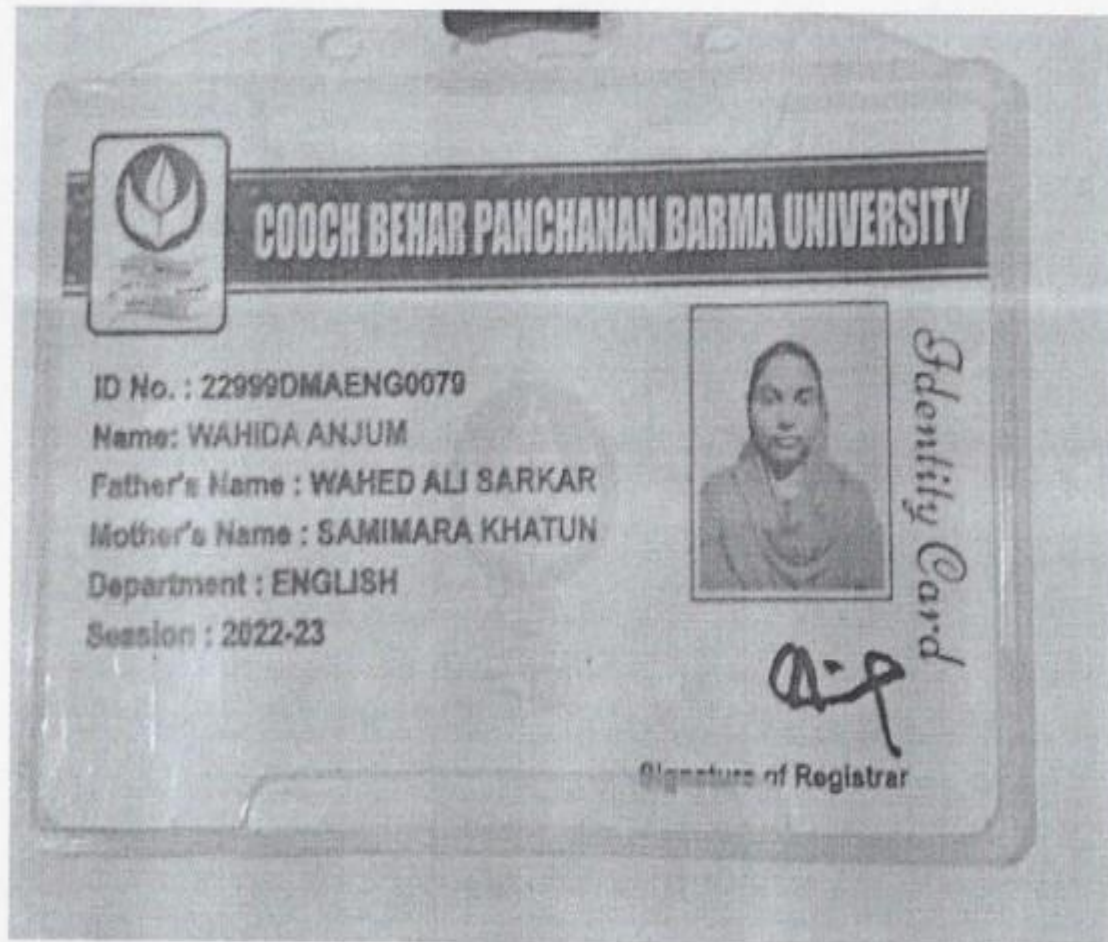 COOCH BEHAR PANCHANAN BARMA UNIVERSITY
ID No. : 22999DMAENG0079
Name: WAHIDA ANJUM
Father's Name : WAHED ALI SARKAR
Mother's Name : SAMIMARA KHATUN
Department : ENGLISH
Session : 2022-23
Identity Card
Signature of Registrar